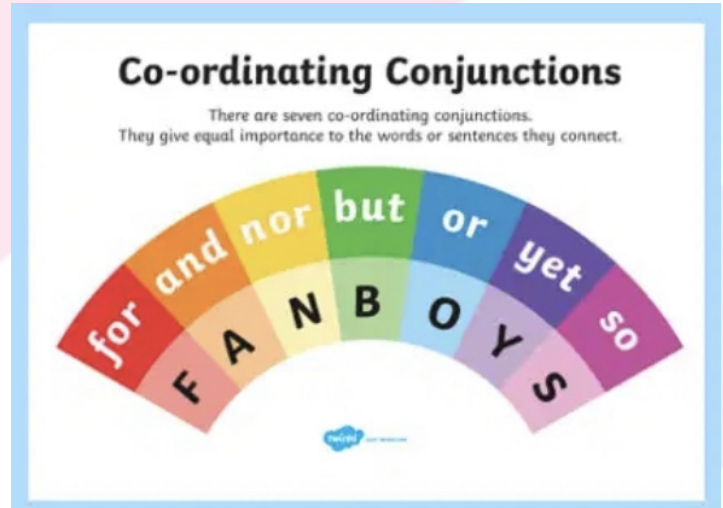 Co-ordinating Conjunctions
There are seven co-ordinating conjunctions.
They give equal importance to the words or sentences they connect.
for and nor but or yet so
F A N B O Y S
twinkl